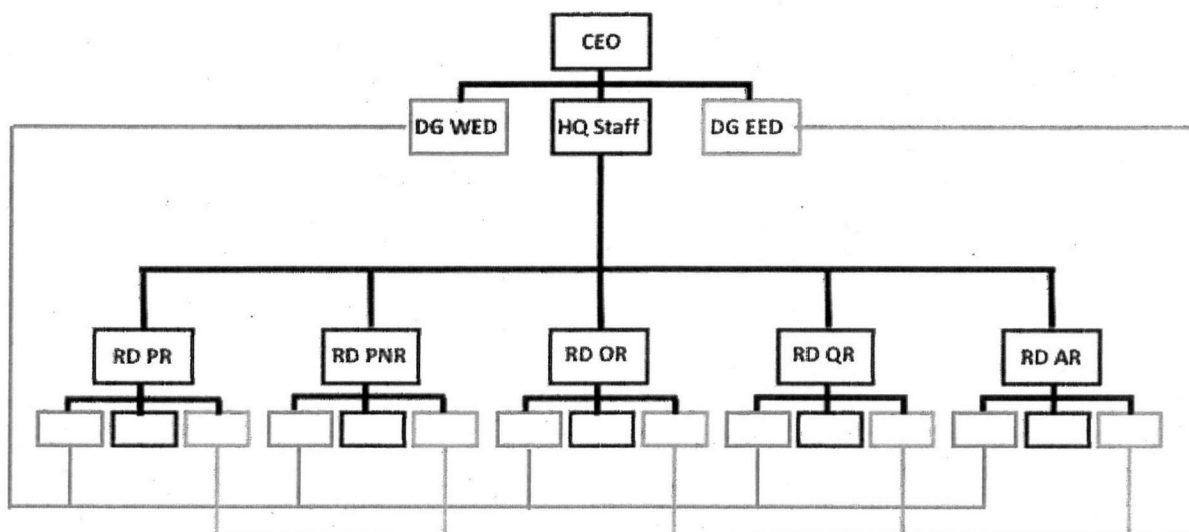 CEO
DG WED
HQ Staff
DG EED
RD PR
RD PNR
RD OR
RD QR
RD AR